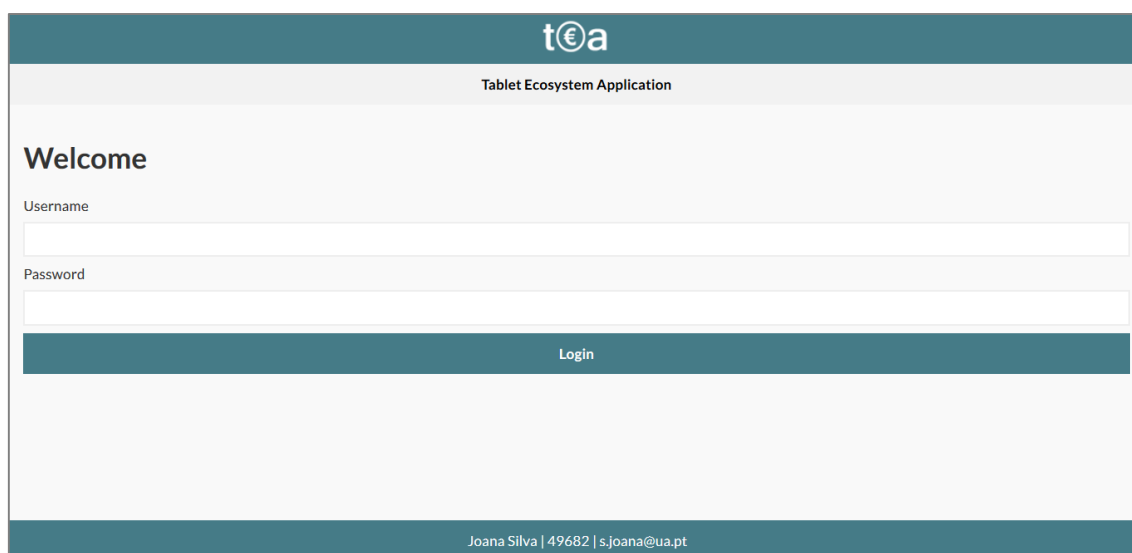 t€a
Tablet Ecosystem Application
Welcome
Username
Password
Login
Joana Silva | 49682 | s.joana@ua.pt